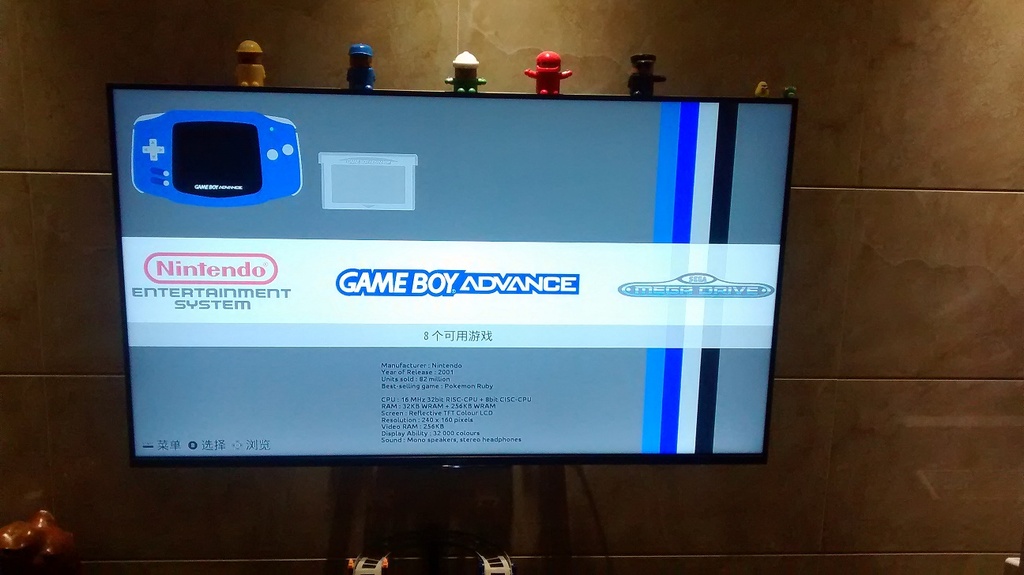 GAME BOY ADVANCE
Nintendo
ENTERTAINMENT
SYSTEM
GAME BOY ADVANCE
SEGA
MEGA DRIVE
8 个可用游戏
Manufacturer : Nintendo
Year of Release : 2001
Units sold : 82 million
Best-selling game : Pokemon Ruby
CPU : 16 MHz 32bit RISC-CPU + 8bit CISC-CPU
RAM : 32KB WRAM + 256KB WRAM
Screen : Reflective TFT Colour LCD
Resolution : 240 x 160 pixels
Video RAM : 256KB
Display Ability : 32 000 colours
Sound : Mono speakers, stereo headphones
菜单 选择 浏览